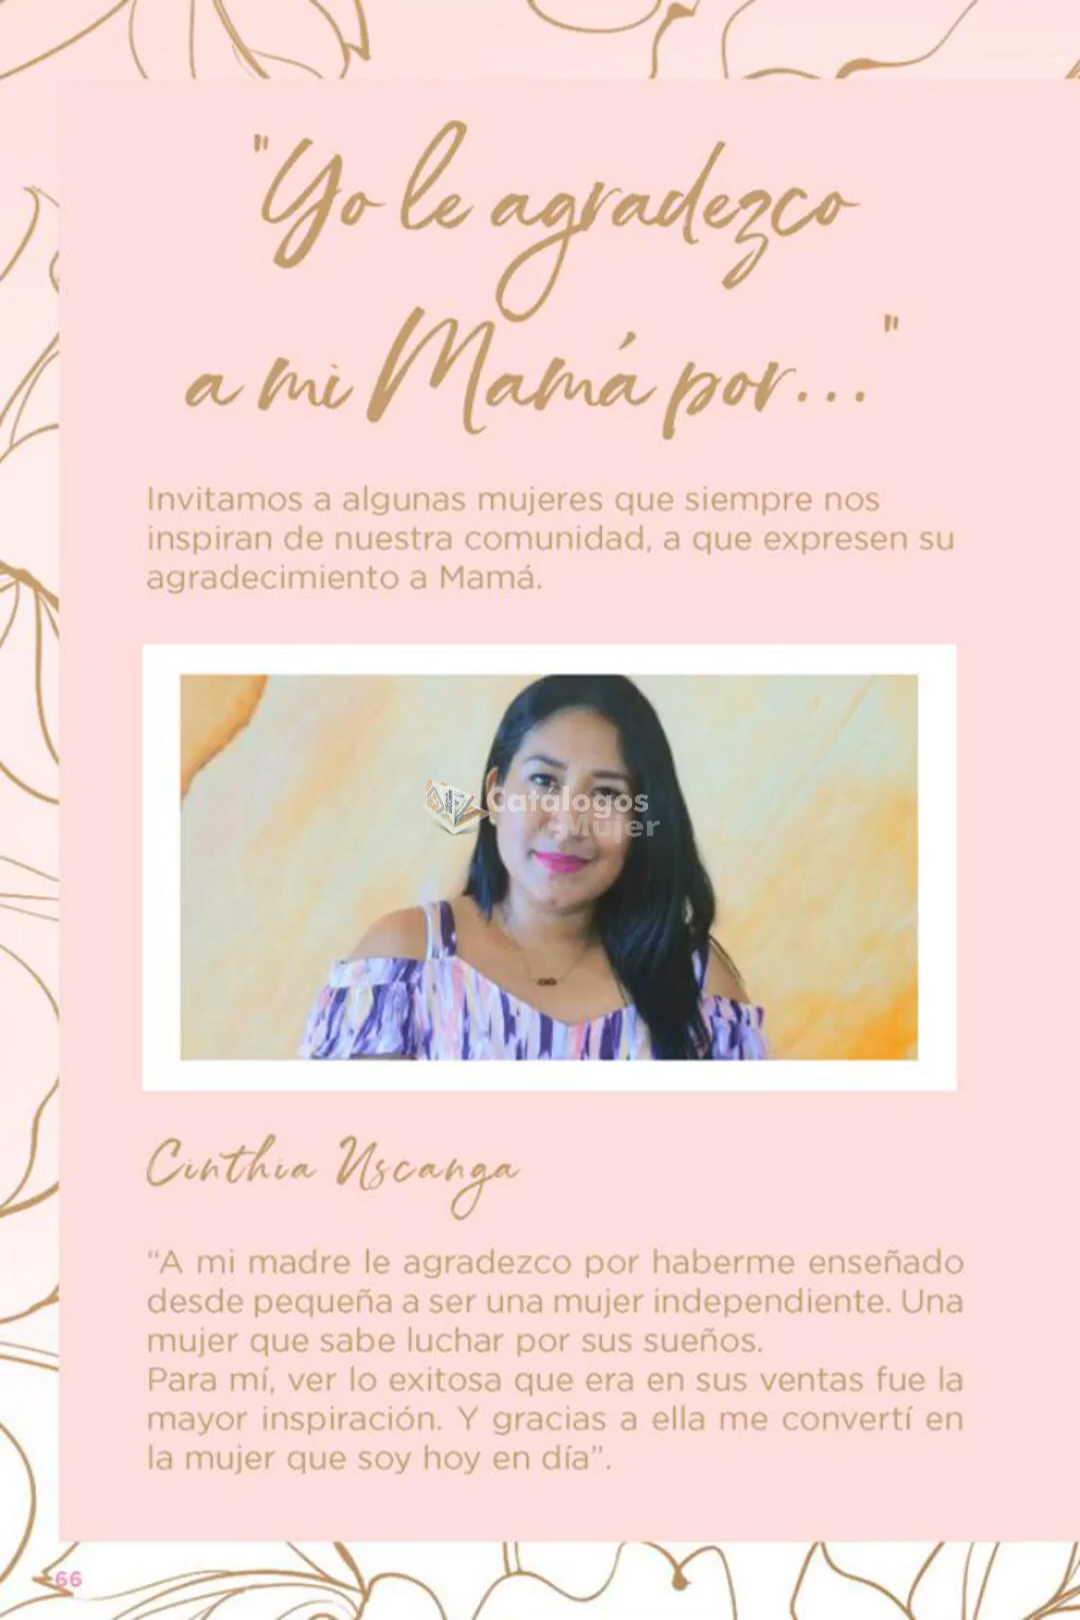 "Yo le agradezco
a mi Mamá por..."
Invitamos a algunas mujeres que siempre nos
inspiran de nuestra comunidad, a que expresen su
agradecimiento a Mamá.
Catalogos
Mujer
Cinthia Uscanga
“A mi madre le agradezco por haberme enseñado
desde pequeña a ser una mujer independiente. Una
mujer que sabe luchar por sus sueños.
Para mí, ver lo exitosa que era en sus ventas fue la
mayor inspiración. Y gracias a ella me convertí en
la mujer que soy hoy en día”.
66